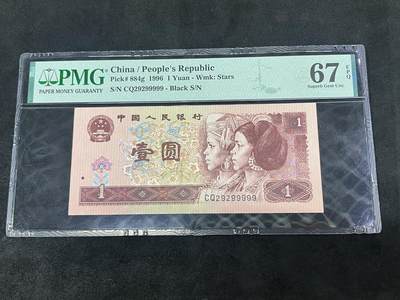 PMG
PAPER MONEY GUARANTY
China / People's Republic
Pick# 884g 1996 1 Yuan - Wmk: Stars
S/N CQ29299999 - Black S/N
67 EPQ
Superb Gem Unc
中国人民银行
壹圆
1
1
CQ29299999